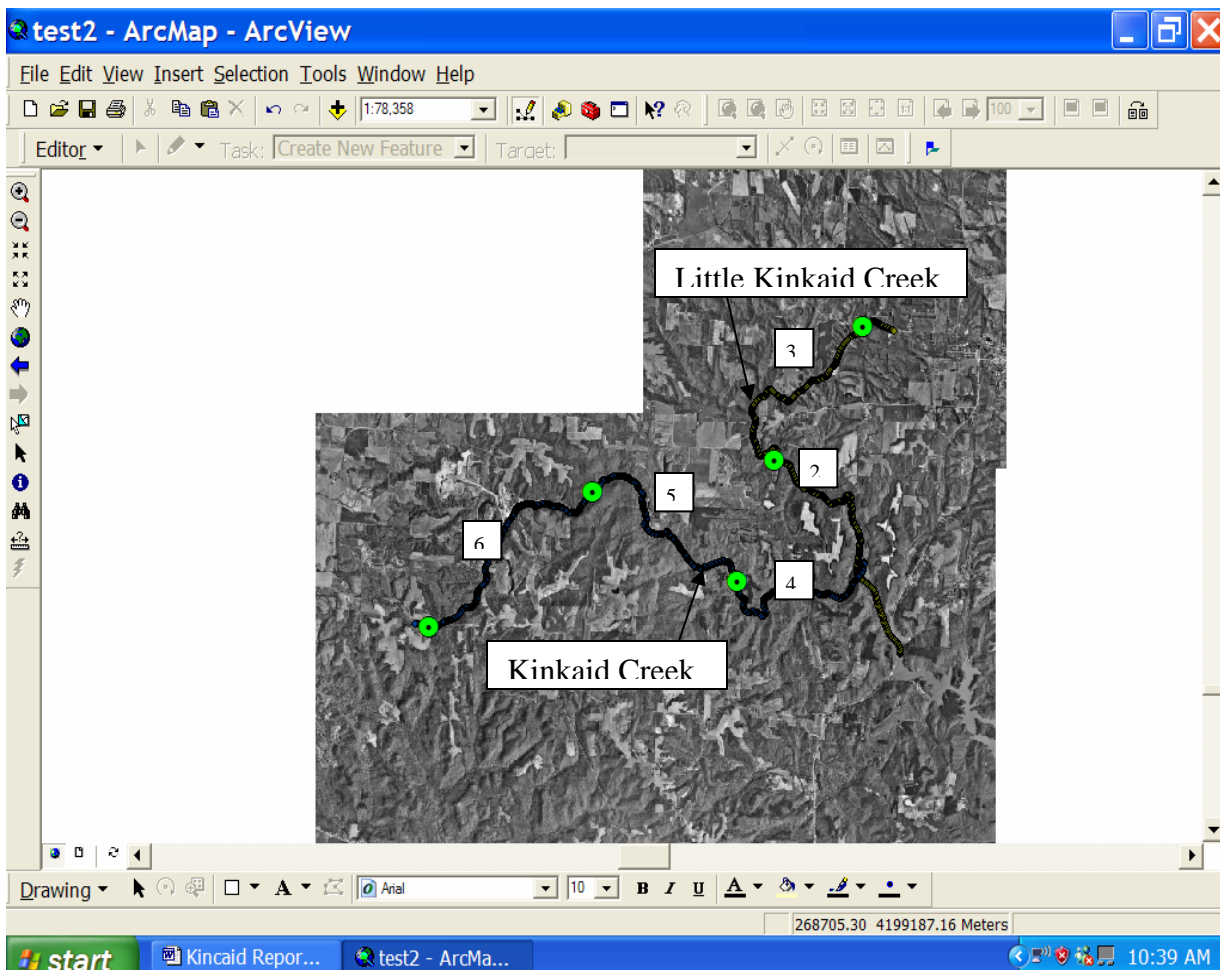 test2 - ArcMap - ArcView
File Edit View Insert Selection Tools Window Help
1:78,358
100
Editor Task: Create New Feature Target:
Little Kinkaid Creek
3
2
5
6
4
Kinkaid Creek
Drawing A Arial 10 B I U A
268705.30 4199187.16 Meters
start Kincaid Repor... test2 - ArcMa... 10:39 AM